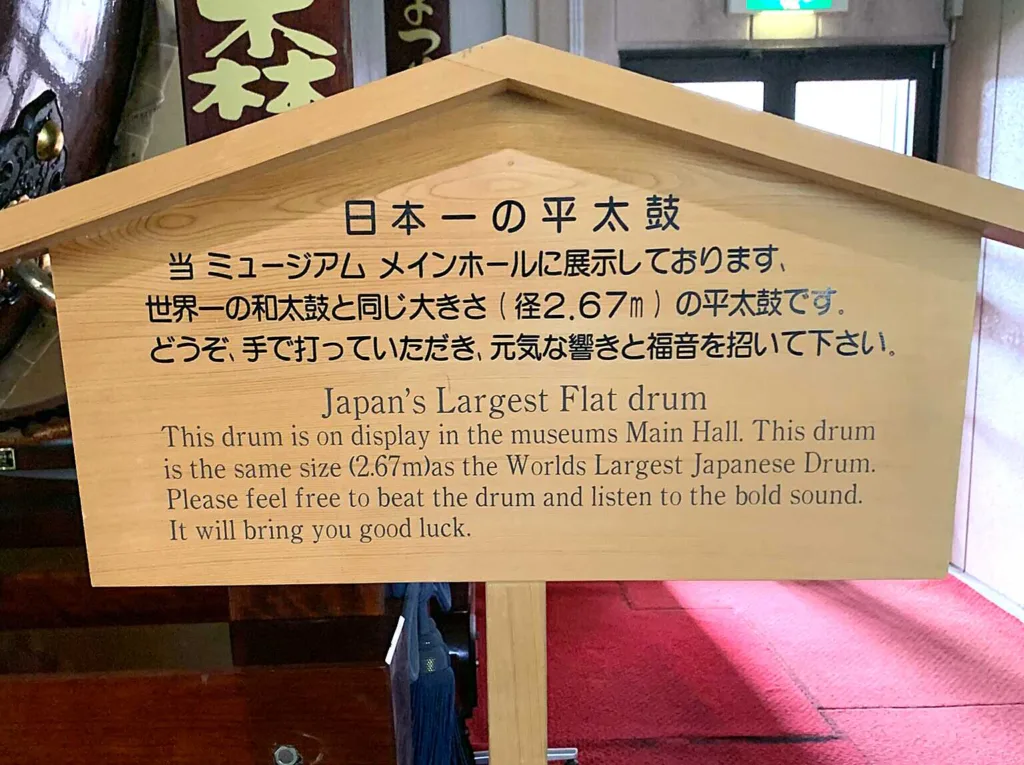 森林
日本一の平太鼓
当 ミュージアム メインホールに展示しております、
世界一の和太鼓と同じ大きさ(径2.67m)の平太鼓です。
どうぞ、手で打っていただき、元気な響きと福音を招いて下さい。
Japan's Largest Flat drum
This drum is on display in the museums Main Hall. This drum
is the same size (2.67m)as the Worlds Largest Japanese Drum.
Please feel free to beat the drum and listen to the bold sound.
It will bring you good luck.